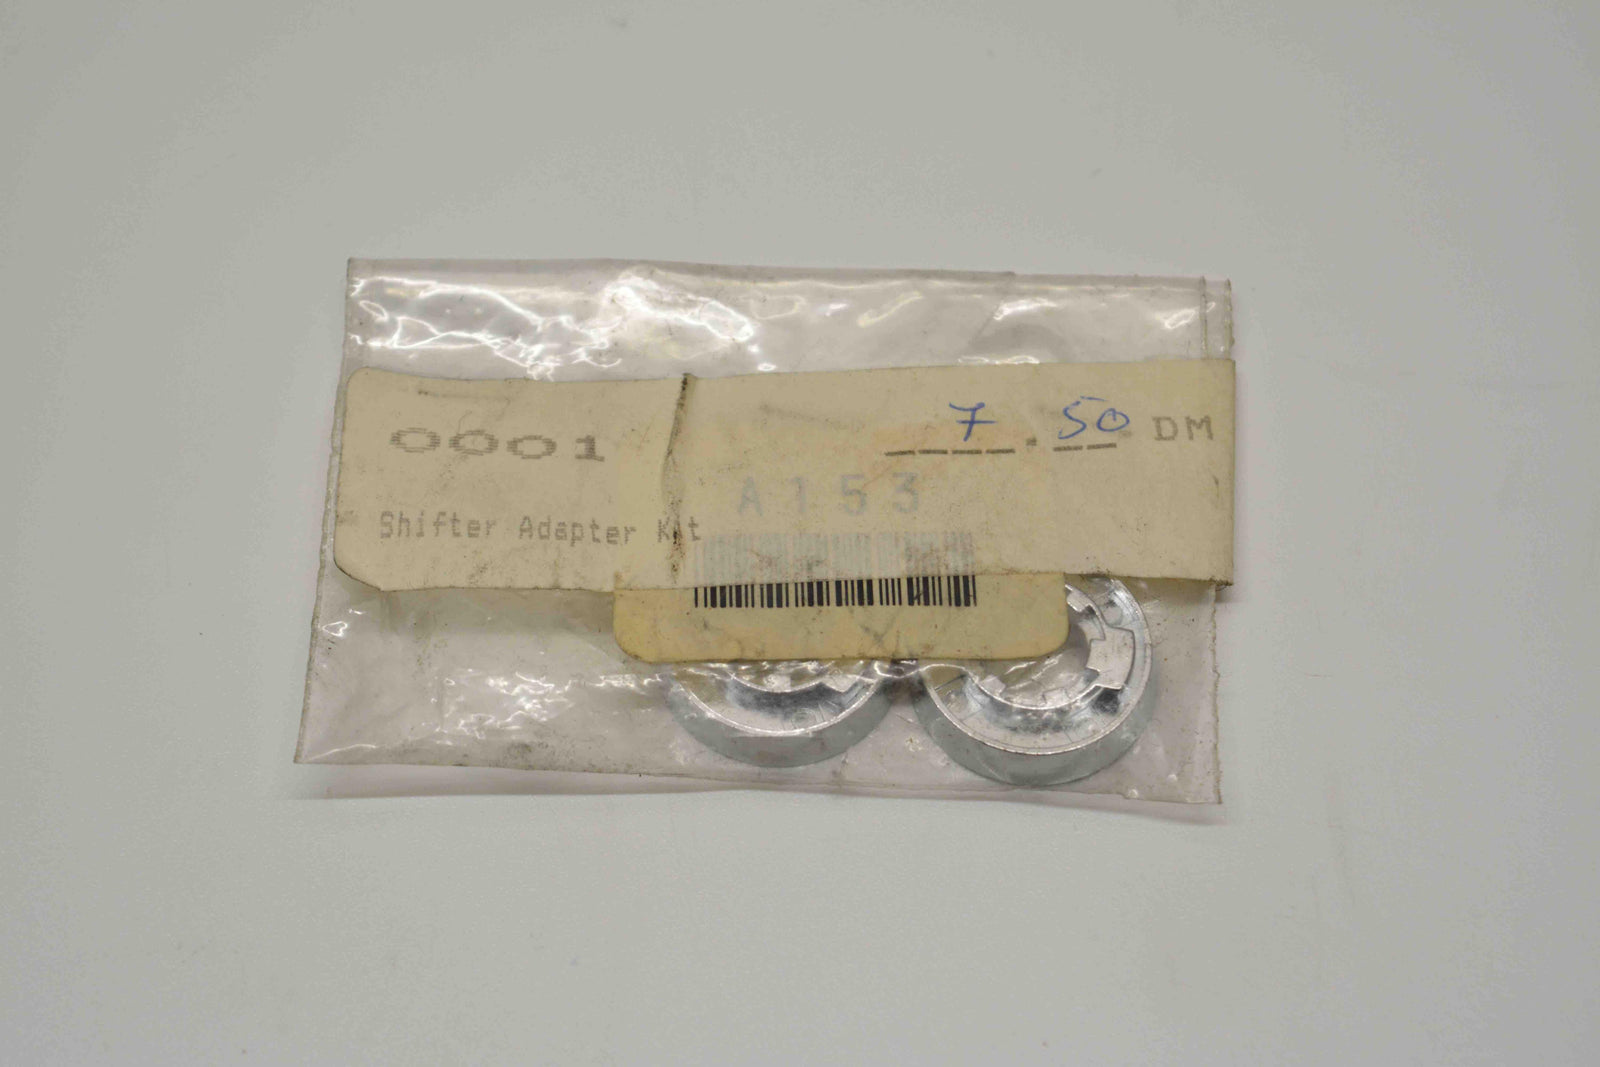 0001
7.50 DM
A153
Shifter Adapter Kit